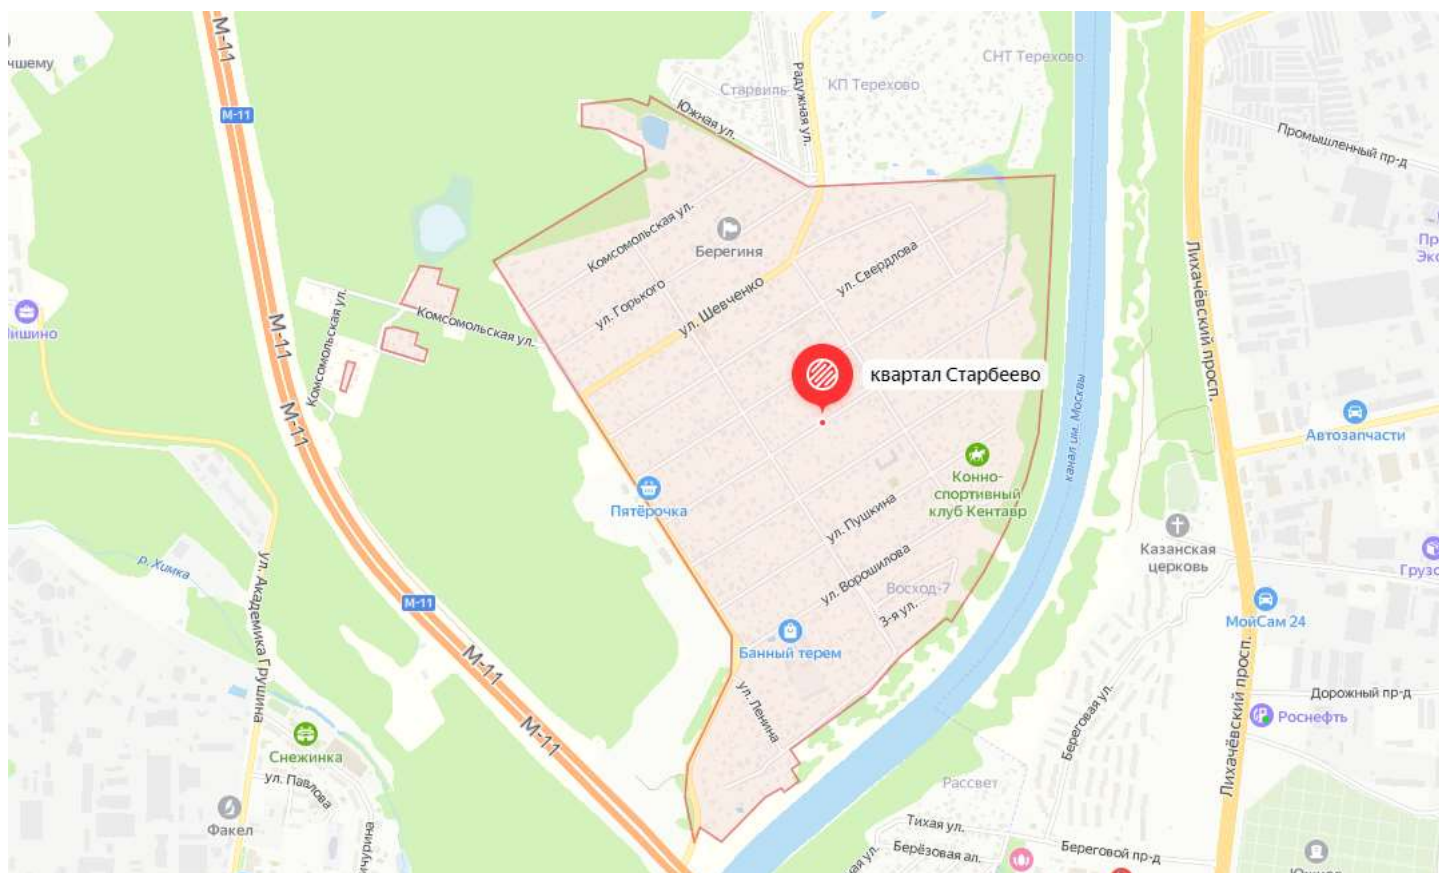 М-11
СНТ Терехово
КП Терехово
Старвиль
Радужная ул.
Южная ул.
М-11
Промышленный пр-д
Комсомольская ул.
Берегиня
ул. Свердлова
ул. Горького
ул. Шевченко
Лихачёвский просп.
Комсомольская ул.
Комсомольская ул.
М-11
квартал Старбеево
канал им. Москвы
Автозапчасти
М-11
Конно-
спортивный
клуб Кентавр
Пятёрочка
ул. Пушкина
Казанская
церковь
р. Химка
ул. Академика Грушина
ул. Ворошилова
Восход-7
3-я ул.
М-11
МойСам 24
Банный терем
М-11
ул. Ленина
Береговая ул.
Лихачёвский просп.
Дорожный пр-д
Роснефть
М-11
Снежинка
ул. Павлова
Рассвет
Факел
Тихая ул.
Берёзовая ал.
Береговой пр-д